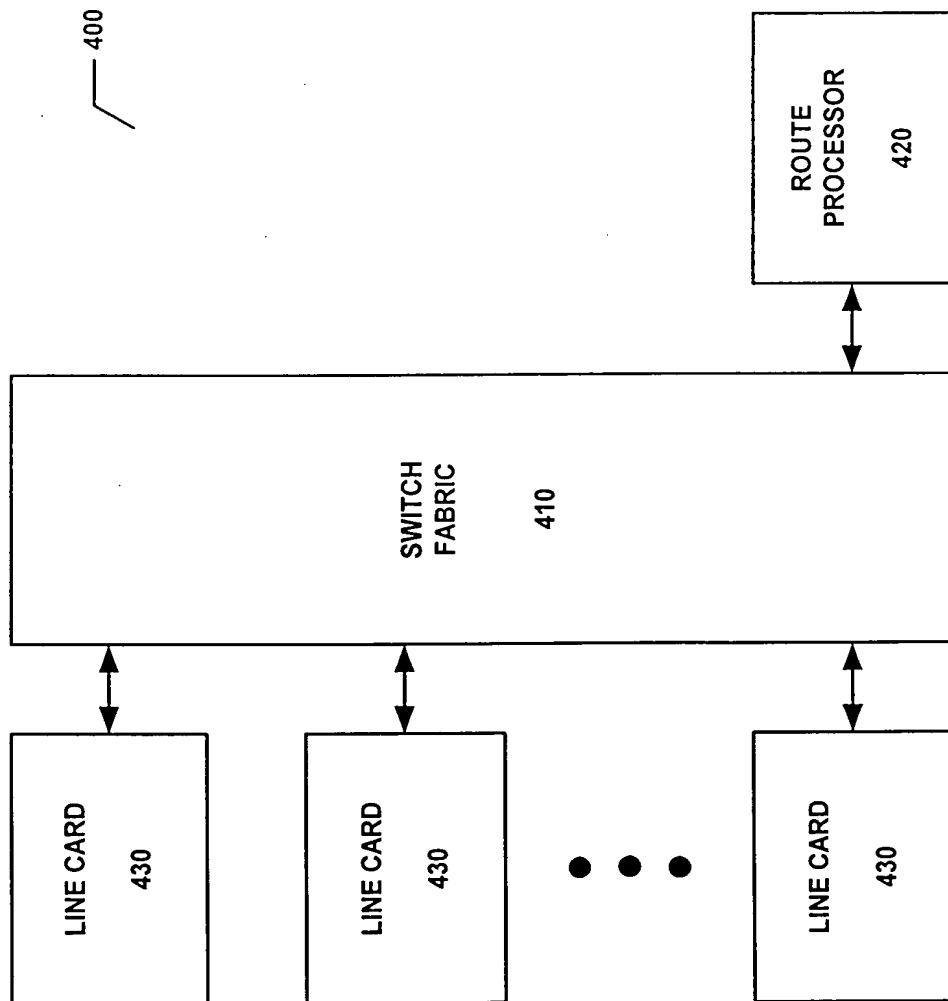 400
ROUTE
PROCESSOR
420
SWITCH
FABRIC
410
LINE CARD
430
LINE CARD
430
LINE CARD
430